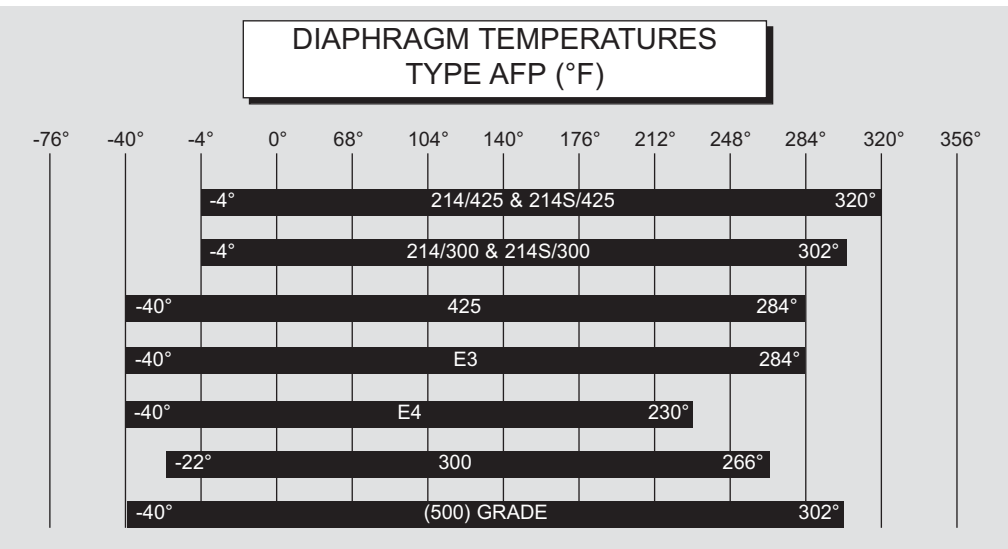 DIAPHRAGM TEMPERATURES
TYPE AFP (°F)
-76° -40° -4° 0° 68° 104° 140° 176° 212° 248° 284° 320° 356°
-4° 214/425 & 214S/425 320°
-4° 214/300 & 214S/300 302°
-40° 425 284°
-40° E3 284°
-40° E4 230°
-22° 300 266°
-40° (500) GRADE 302°